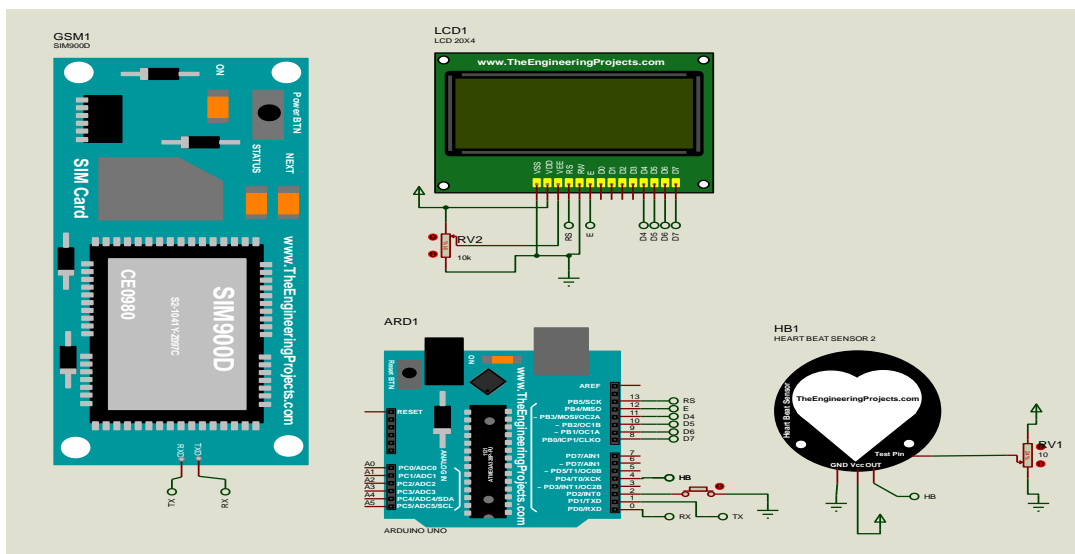 GSM1
SIM900D
ON
PowerBTN
STATUS
NEXT
SIM Card
www.TheEngineeringProjects.com
SIM900D
CE0980
RXD
TXD
TX
RX
LCD1
LCD 20X4
www.TheEngineeringProjects.com
VSS
VDD
VEE
RS
RW
E
D0
D1
D2
D3
D4
D5
D6
D7
RS
E
D4
D5
D6
D7
RV2
10k
ARD1
Reset BTN
ON
www.TheEngineeringProjects.com
AREF
RESET
PB5/SCK 13 RS
PB4/MISO 12 E
~ PB3/MOSI/OC2A 11 D4
~ PB2/OC1B 10 D5
~ PB1/OC1A 9 D6
PB0/ICP1/CLKO 8 D7
ANALOG IN
A0 PC0/ADC0
A1 PC1/ADC1
A2 PC2/ADC2
A3 PC3/ADC3
A4 PC4/ADC4/SDA
A5 PC5/ADC5/SCL
PD7/AIN1 7
~ PD7/AIN1 6
~ PD5/T1/OC0B 5
PD4/T0/XCK 4 HB
~ PD3/INT1/OC2B 3
PD2/INT0 2
PD1/TXD 1 TX
PD0/RXD 0 RX
ARDUINO UNO
HB1
HEART BEAT SENSOR 2
Heart Beat Sensor
TheEngineeringProjects.com
Test Pin
GND Vcc OUT
HB
RV1
10